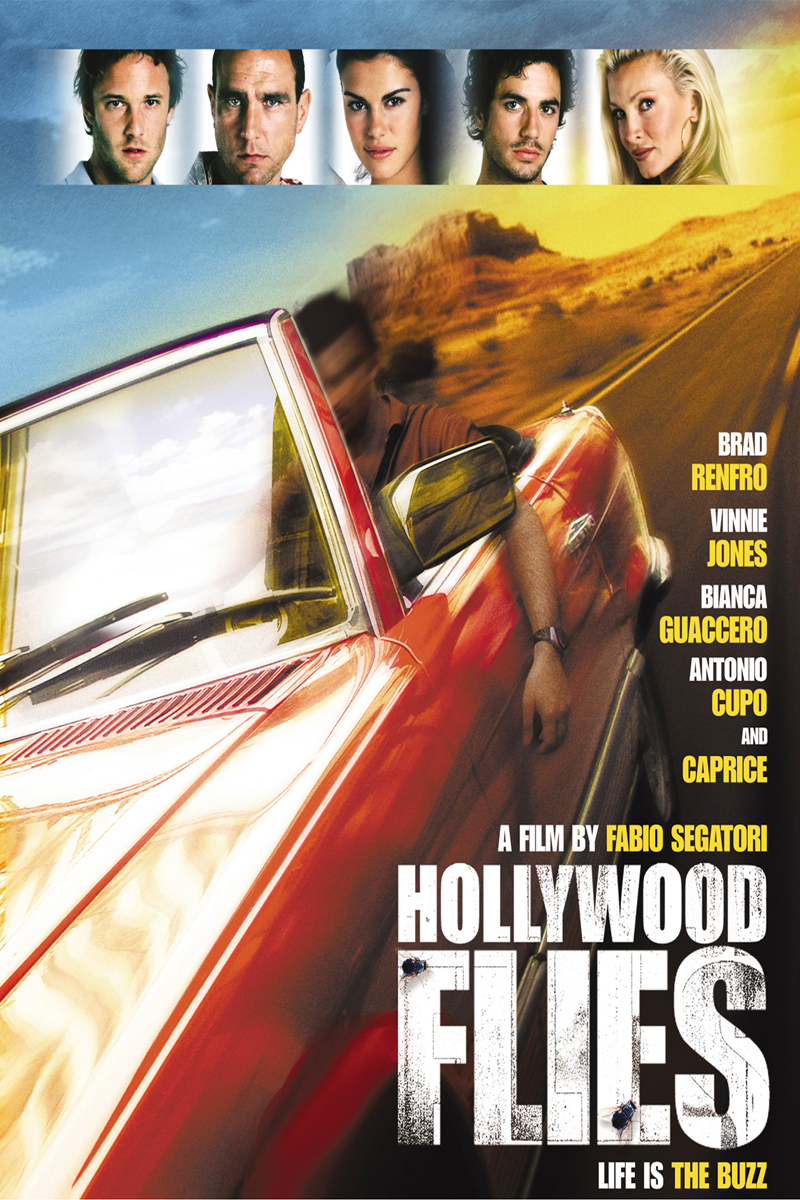 BRAD
RENFRO
VINNIE
JONES
BIANCA
GUACCERO
ANTONIO
CUPO
AND
CAPRICE
A FILM BY FABIO SEGATORI
HOLLYWOOD
FLIES
LIFE IS THE BUZZ